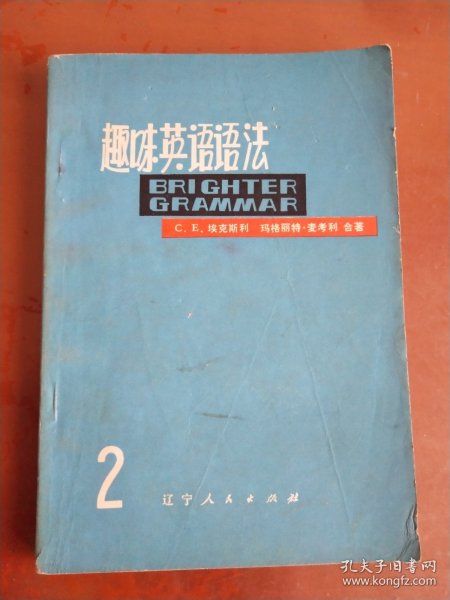 趣味英语语法
BRIGHTER
GRAMMAR
C.E.埃克斯利 玛格丽特·麦考利 合著
2
辽宁人民出版社
孔夫子旧书网
www.kongfz.com